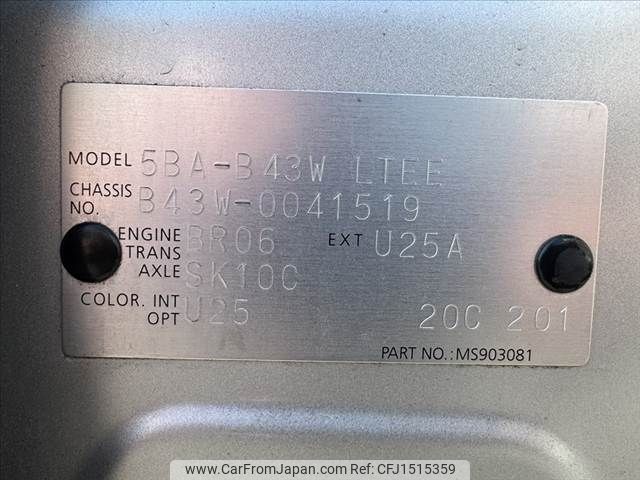 MODEL 5BA-B43W LTEE
CHASSIS NO. B43W-0041519
ENGINE BR06 EXT U25A
TRANS AXLE SK10C
COLOR. INT U25
OPT 20C 201
PART NO.:MS903081
www.CarFromJapan.com - CFJ1515359